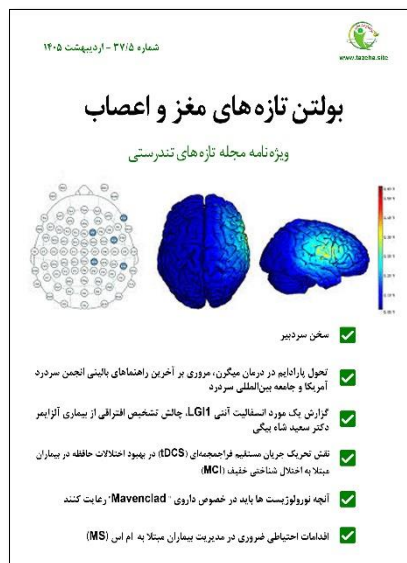 شماره ۳۷/۵ - اردیبهشت ۱۴۰۵
www.tazeha.site
بولتن تازه های مغز و اعصاب
ویژه نامه مجله تازه های تندرستی
سخن سردبیر
تحول پارادایم در درمان میگرن، مروری بر آخرین راهنماهای بالینی انجمن سردرد
آمریکا و جامعه بین‌المللی سردرد
گزارش یک مورد انسفالیت آنتی LGI1، چالش تشخیص افتراقی از بیماری آلزایمر
دکتر سعید شاه بیگی
نقش تحریک جریان مستقیم فراجمجمه‌ای (tDCS) در بهبود اختلالات حافظه در بیماران
مبتلا به اختلال شناختی خفیف (MCI)
آنچه نورولوژیست ها باید در خصوص داروی "Mavenclad" رعایت کنند
اقدامات احتیاطی ضروری در مدیریت بیماران مبتلا به ام اس (MS)